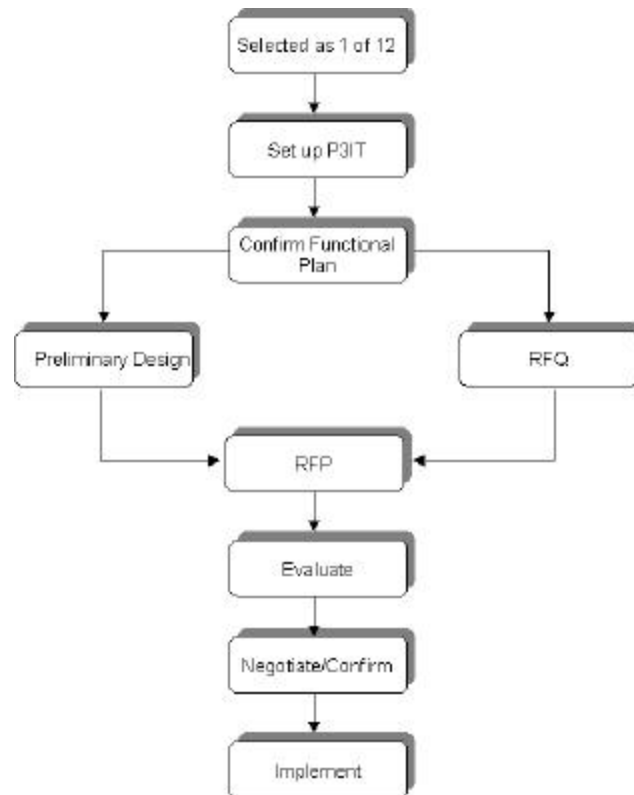 Selected as 1 of 12
Set up P3IT
Confirm Functional
Plan
Preliminary Design
RFQ
RFP
Evaluate
Negotiate/Confirm
Implement